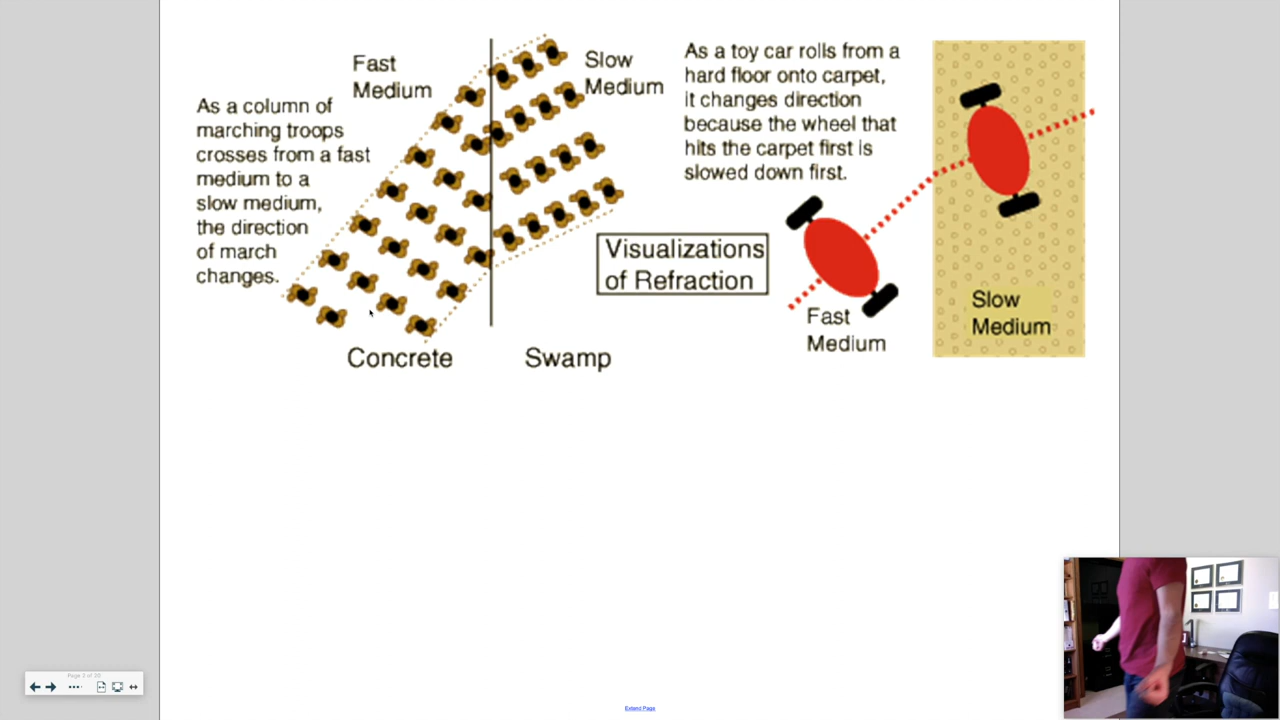 Fast
Medium
Slow
Medium
As a column of
marching troops
crosses from a fast
medium to a
slow medium,
the direction
of march
changes.
As a toy car rolls from a
hard floor onto carpet,
it changes direction
because the wheel that
hits the carpet first is
slowed down first.
Visualizations
of Refraction
Fast
Medium
Slow
Medium
Concrete
Swamp
Extend Page